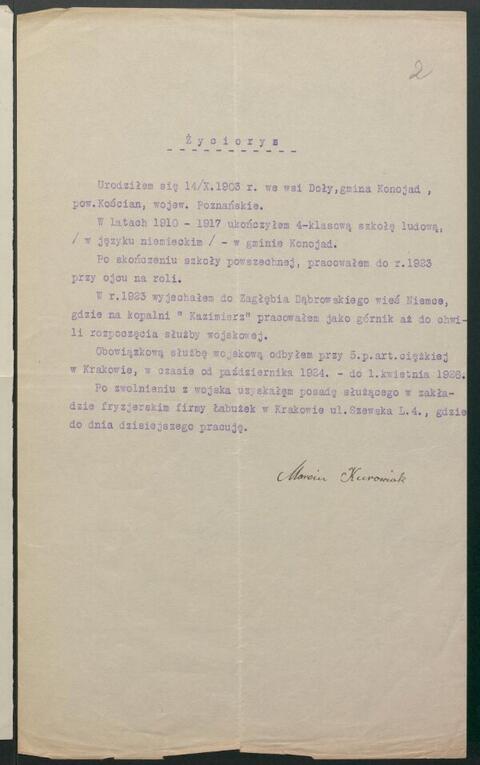 2
Życiorys
Urodziłem się 14/X.1903 r. we wsi Doły,gmina Konojad ,
pow.Kościan, wojew. Poznańskie.
W latach 1910 - 1917 ukończyłem 4-klasową szkołę ludową,
/ w języku niemieckim / - w gminie Konojad.
Po skończeniu szkoły powszechnej, pracowałem do r.1923
przy ojcu na roli.
W r.1923 wyjechałem do Zagłębia Dąbrowskiego wieś Niemce,
gdzie na kopalni " Kazimierz" pracowałem jako górnik aż do chwi-
li rozpoczęcia służby wojskowej.
Obowiązkową służbę wojskową odbyłem przy 5.p.art.ciężkiej
w Krakowie, w czasie od października 1924. - do 1.kwietnia 1926.
Po zwolnieniu z wojska uzyskałęm posadę służącego w zakła-
dzie fryzjerskim firmy Łabużek w Krakowie ul.Szewska L.4., gdzie
do dnia dzisiejszego pracuję.
Marcin Kurowiak